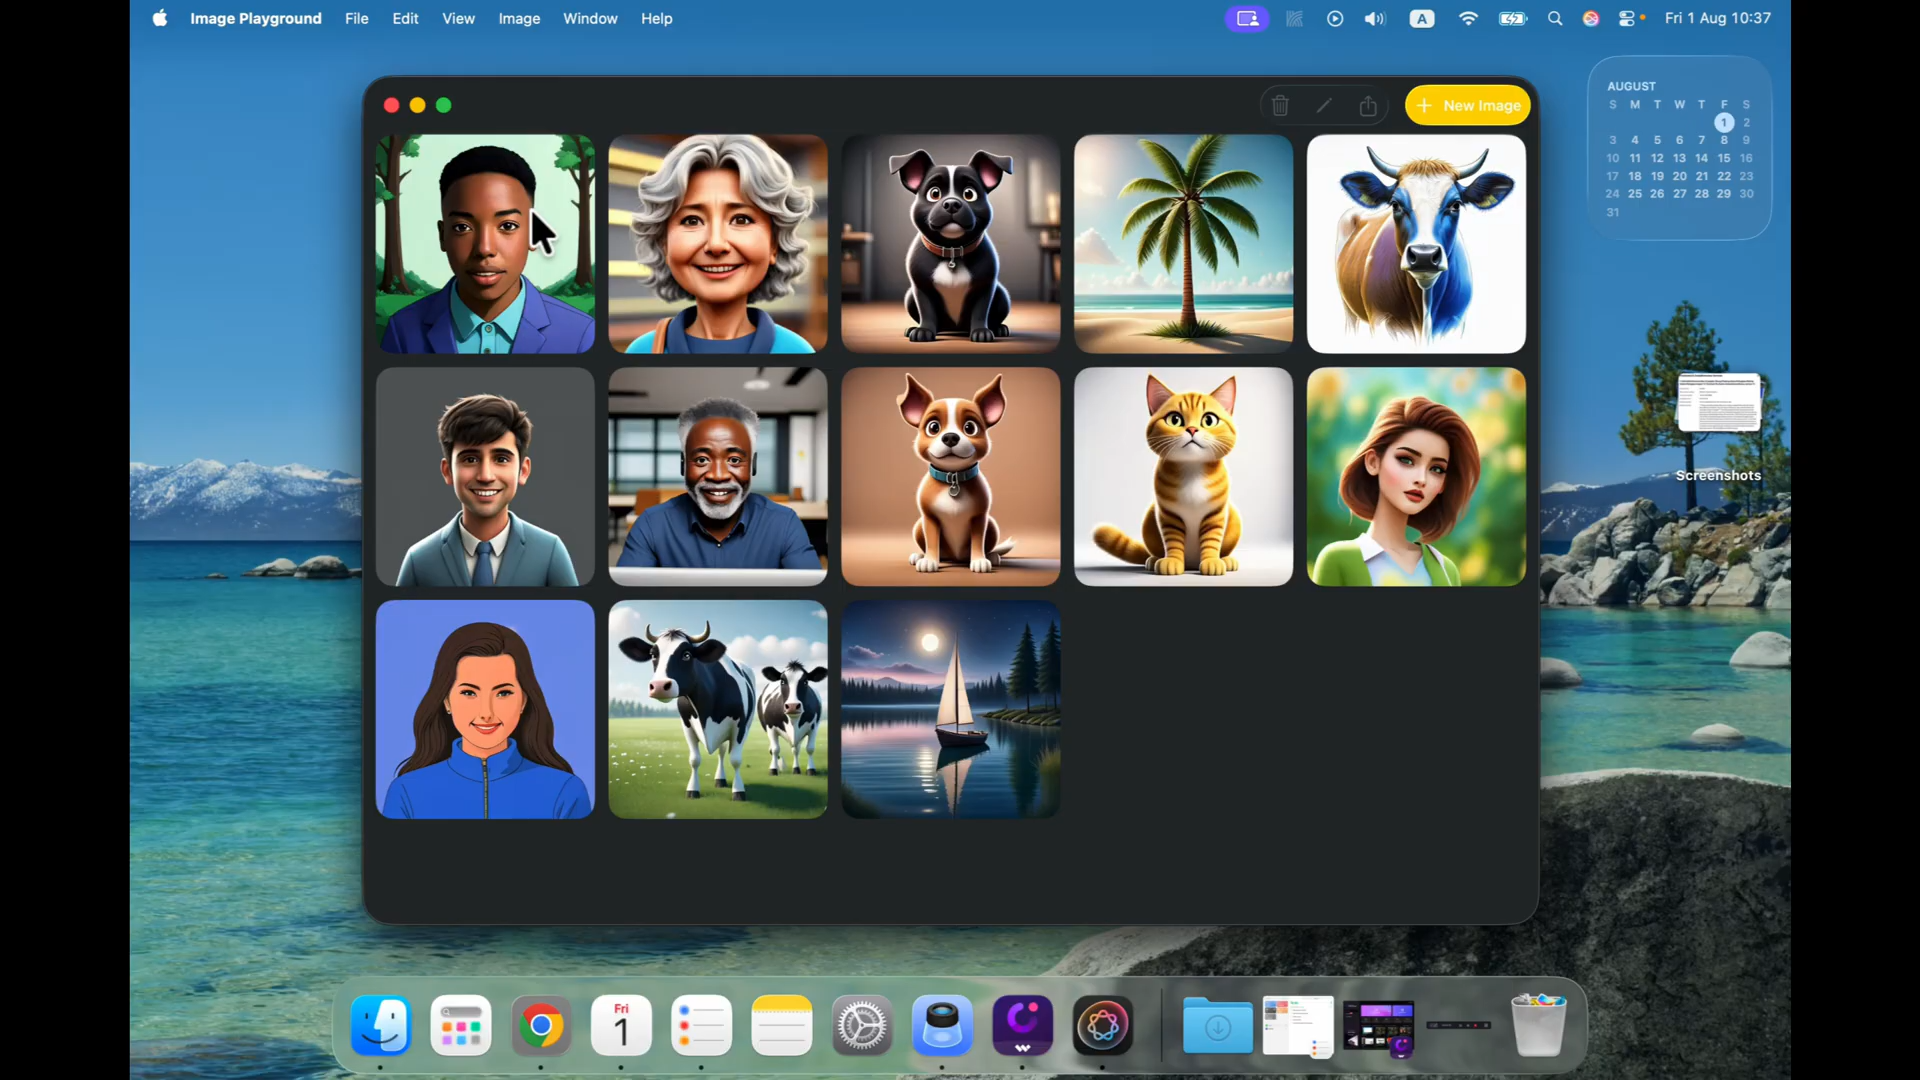 Image Playground File Edit View Image Window Help
A
Fri 1 Aug 10:37
New Image
AUGUST
S M T W T F S
1 2
3 4 5 6 7 8 9
10 11 12 13 14 15 16
17 18 19 20 21 22 23
24 25 26 27 28 29 30
31
Screenshots
Fri
1